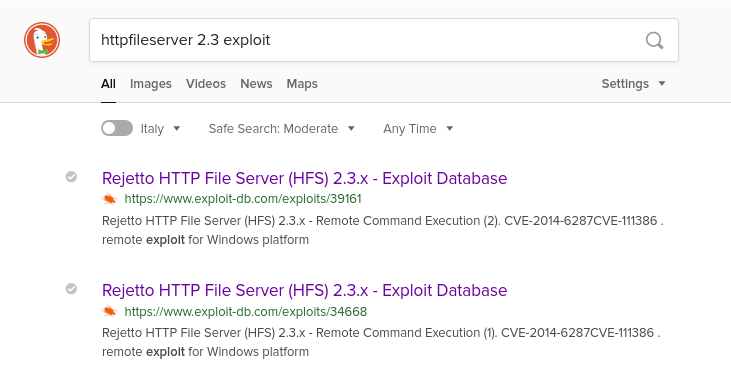 httpfileserver 2.3 exploit
All Images Videos News Maps Settings
Italy Safe Search: Moderate Any Time
Rejetto HTTP File Server (HFS) 2.3.x - Exploit Database
https://www.exploit-db.com/exploits/39161
Rejetto HTTP File Server (HFS) 2.3.x - Remote Command Execution (2). CVE-2014-6287CVE-111386 .
remote exploit for Windows platform
Rejetto HTTP File Server (HFS) 2.3.x - Exploit Database
https://www.exploit-db.com/exploits/34668
Rejetto HTTP File Server (HFS) 2.3.x - Remote Command Execution (1). CVE-2014-6287CVE-111386 .
remote exploit for Windows platform